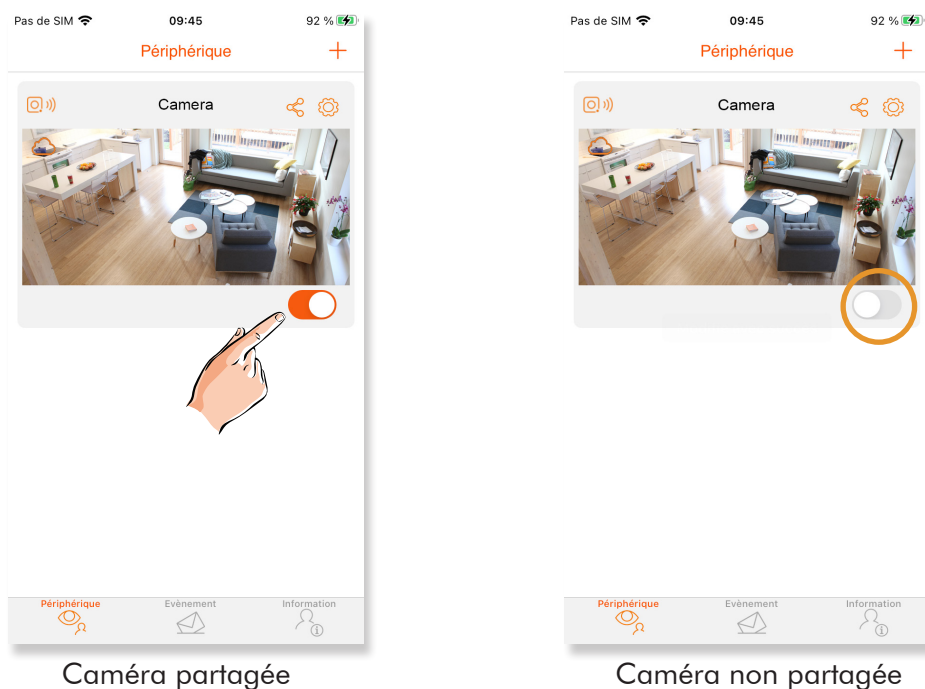 Pas de SIM 09:45 92 %
Périphérique +
Camera
Périphérique Evènement Information
Caméra partagée
Pas de SIM 09:45 92 %
Périphérique +
Camera
Périphérique Evènement Information
Caméra non partagée